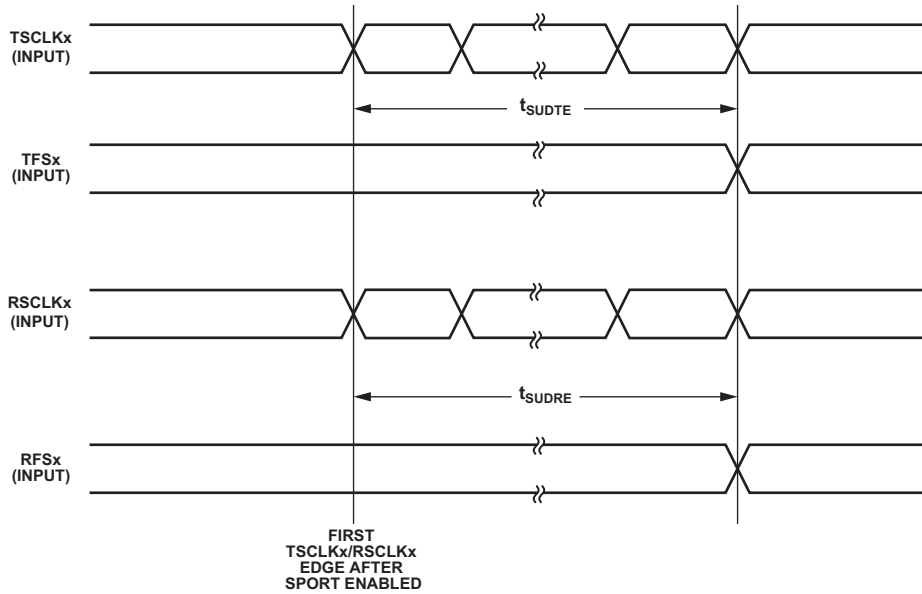 TSCLKx
(INPUT)
tSUDTE
TFSx
(INPUT)
RSCLKx
(INPUT)
tSUDRE
RFSx
(INPUT)
FIRST
TSCLKx/RSCLKx
EDGE AFTER
SPORT ENABLED